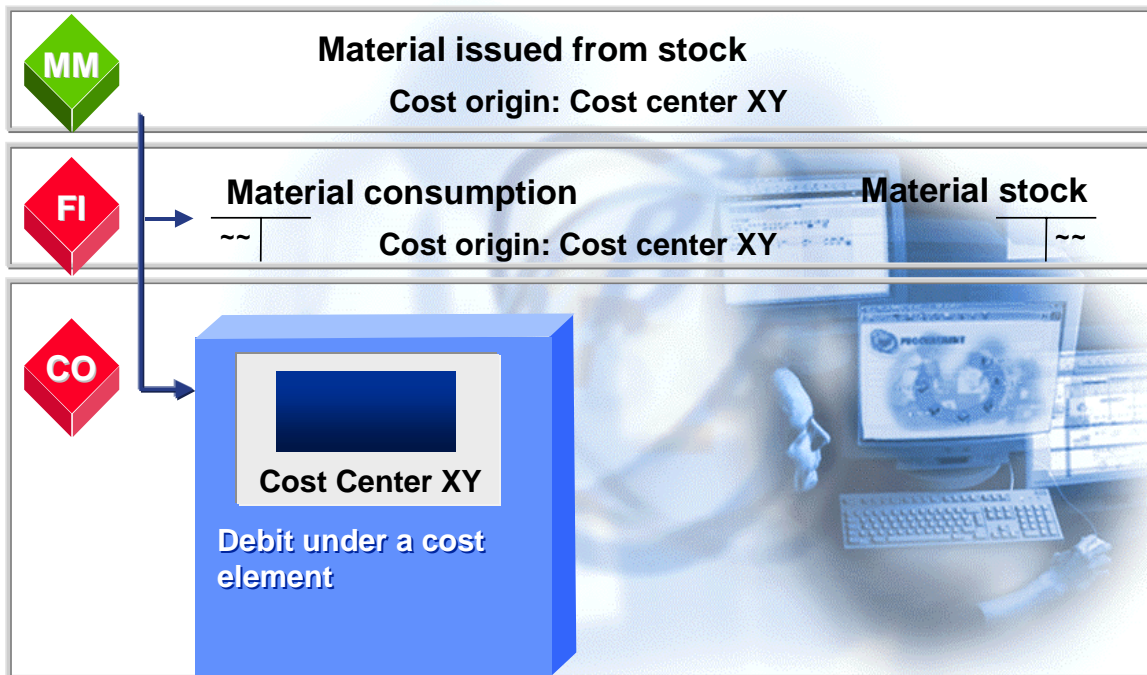 MM
Material issued from stock
Cost origin: Cost center XY
FI
Material consumption
Material stock
~~
Cost origin: Cost center XY
~~
CO
PROCUREMENT
Cost Center XY
Debit under a cost
element